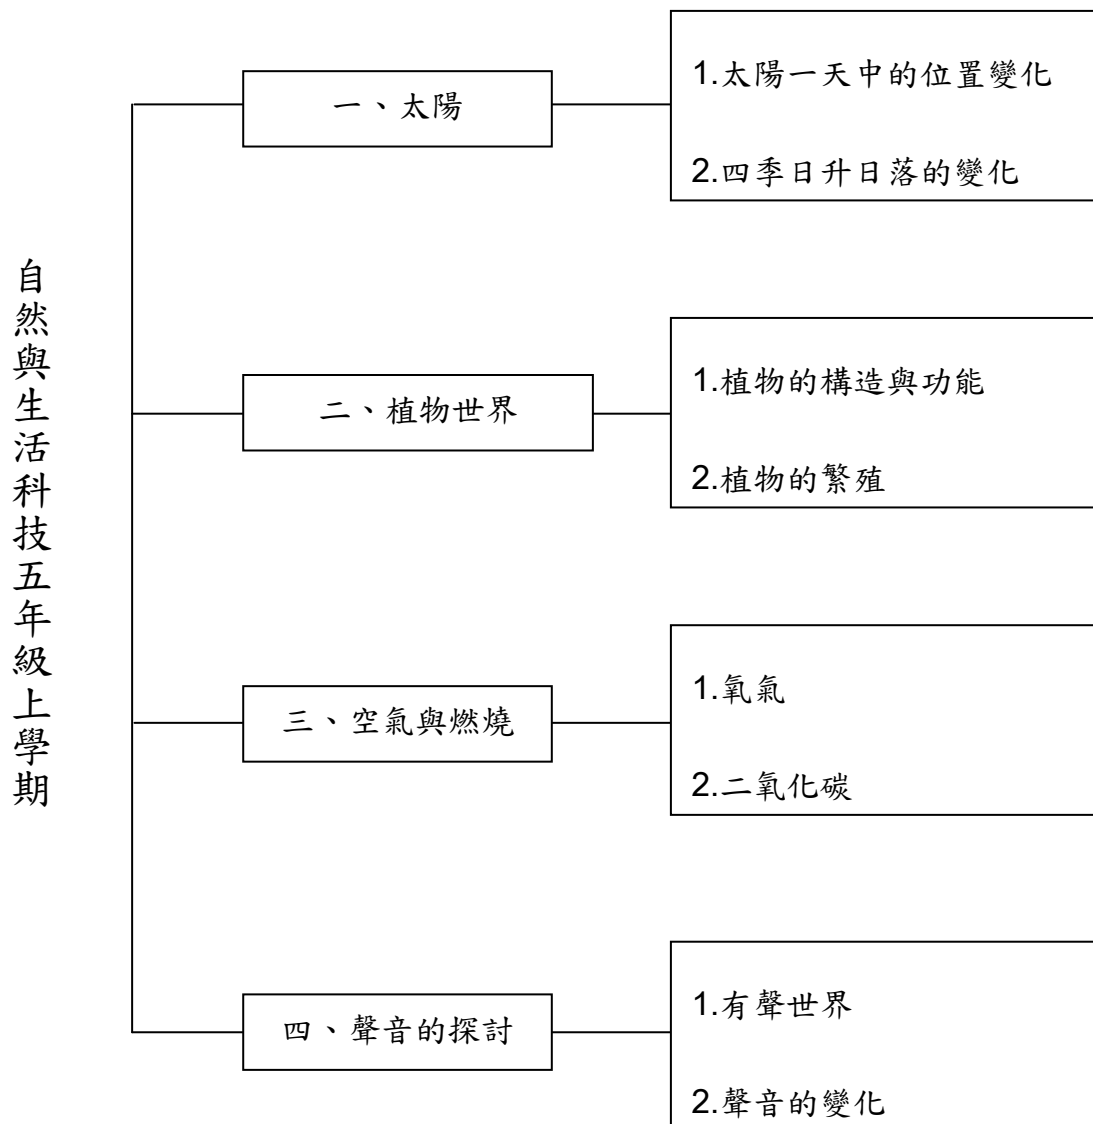 自然與生活科技五年級上學期
一、太陽
1.太陽一天中的位置變化
2.四季日升日落的變化
二、植物世界
1.植物的構造與功能
2.植物的繁殖
三、空氣與燃燒
1.氧氣
2.二氧化碳
四、聲音的探討
1.有聲世界
2.聲音的變化